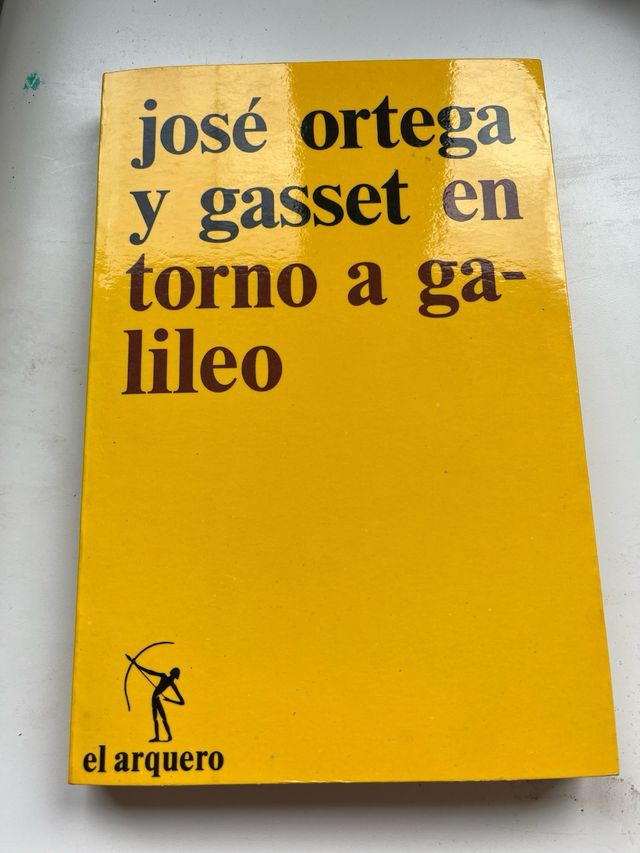 josé ortega
y gasset en
torno a ga-
lileo
el arquero